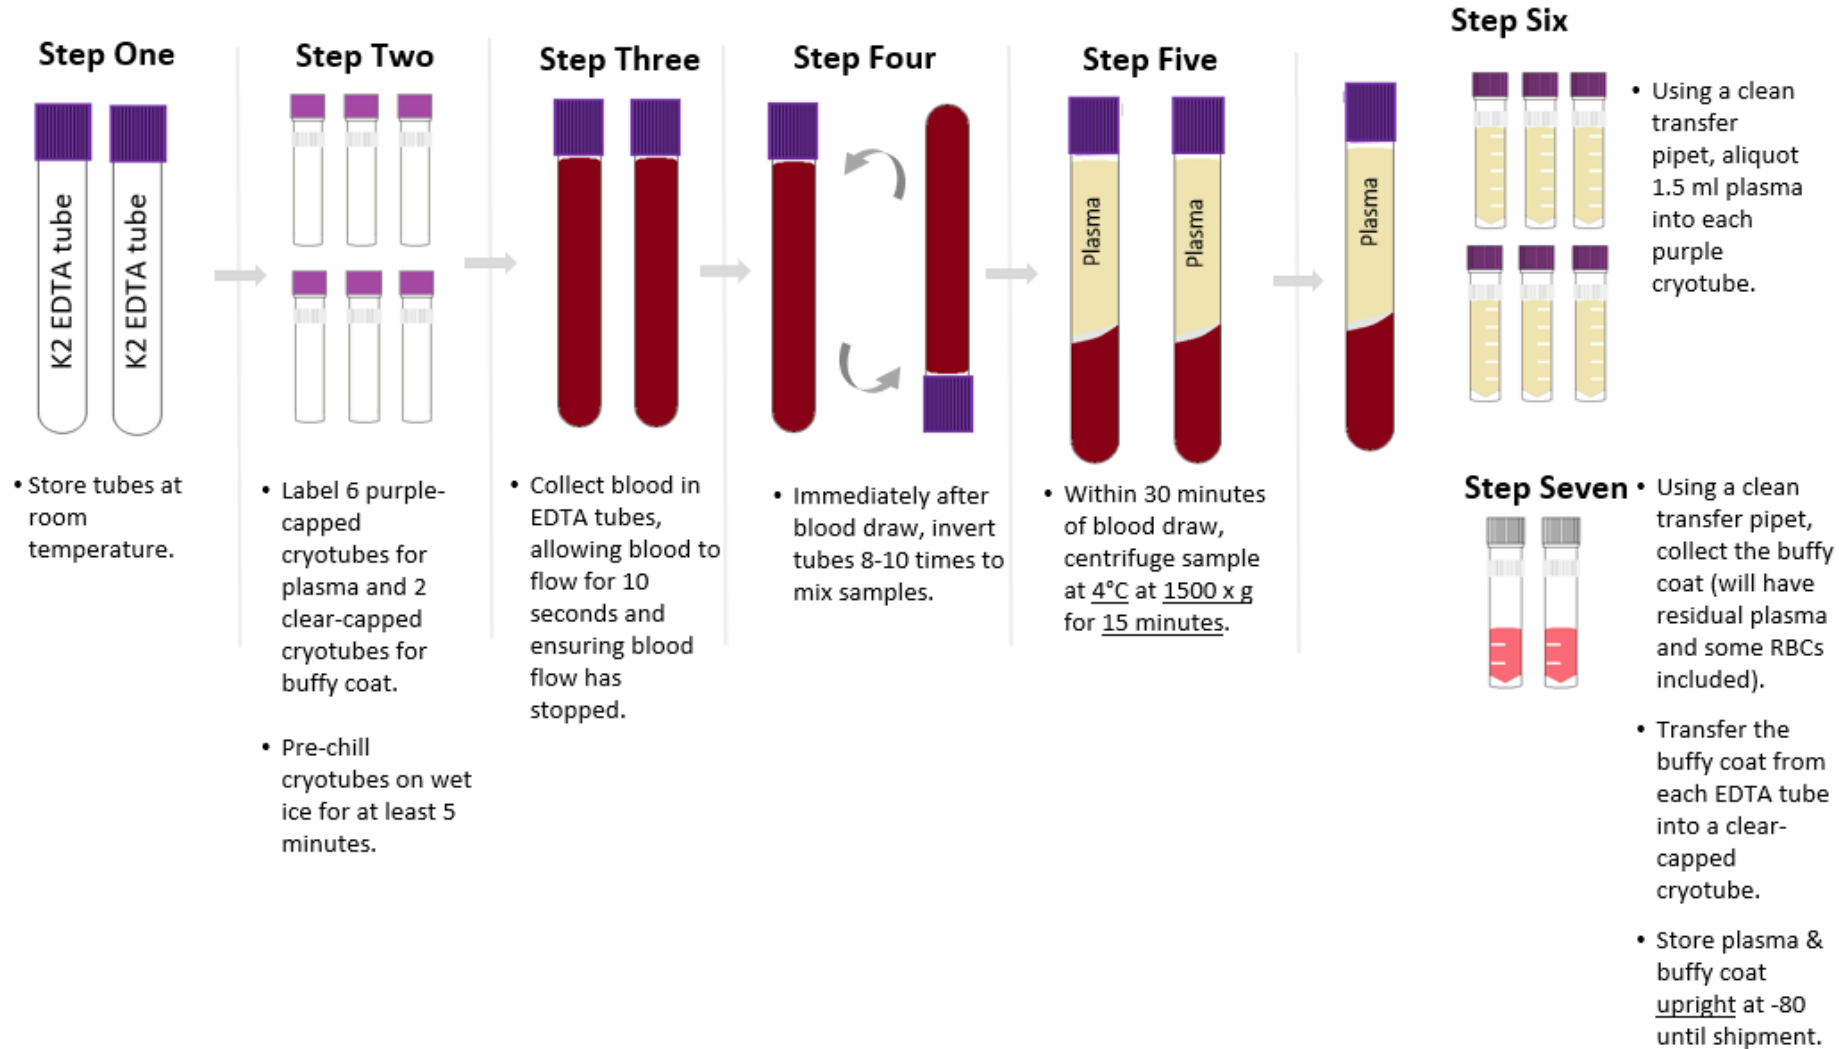 Step One
K2 EDTA tube
K2 EDTA tube
• Store tubes at
room
temperature.
Step Two
• Label 6 purple-
capped
cryotubes for
plasma and 2
clear-capped
cryotubes for
buffy coat.
• Pre-chill
cryotubes on wet
ice for at least 5
minutes.
Step Three
• Collect blood in
EDTA tubes,
allowing blood to
flow for 10
seconds and
ensuring blood
flow has
stopped.
Step Four
• Immediately after
blood draw, invert
tubes 8-10 times to
mix samples.
Step Five
Plasma
Plasma
• Within 30 minutes
of blood draw,
centrifuge sample
at 4°C at 1500 x g
for 15 minutes.
Plasma
Step Six
• Using a clean
transfer
pipet, aliquot
1.5 ml plasma
into each
purple
cryotube.
Step Seven
• Using a clean
transfer pipet,
collect the buffy
coat (will have
residual plasma
and some RBCs
included).
• Transfer the
buffy coat from
each EDTA tube
into a clear-
capped
cryotube.
• Store plasma &
buffy coat
upright at -80
until shipment.